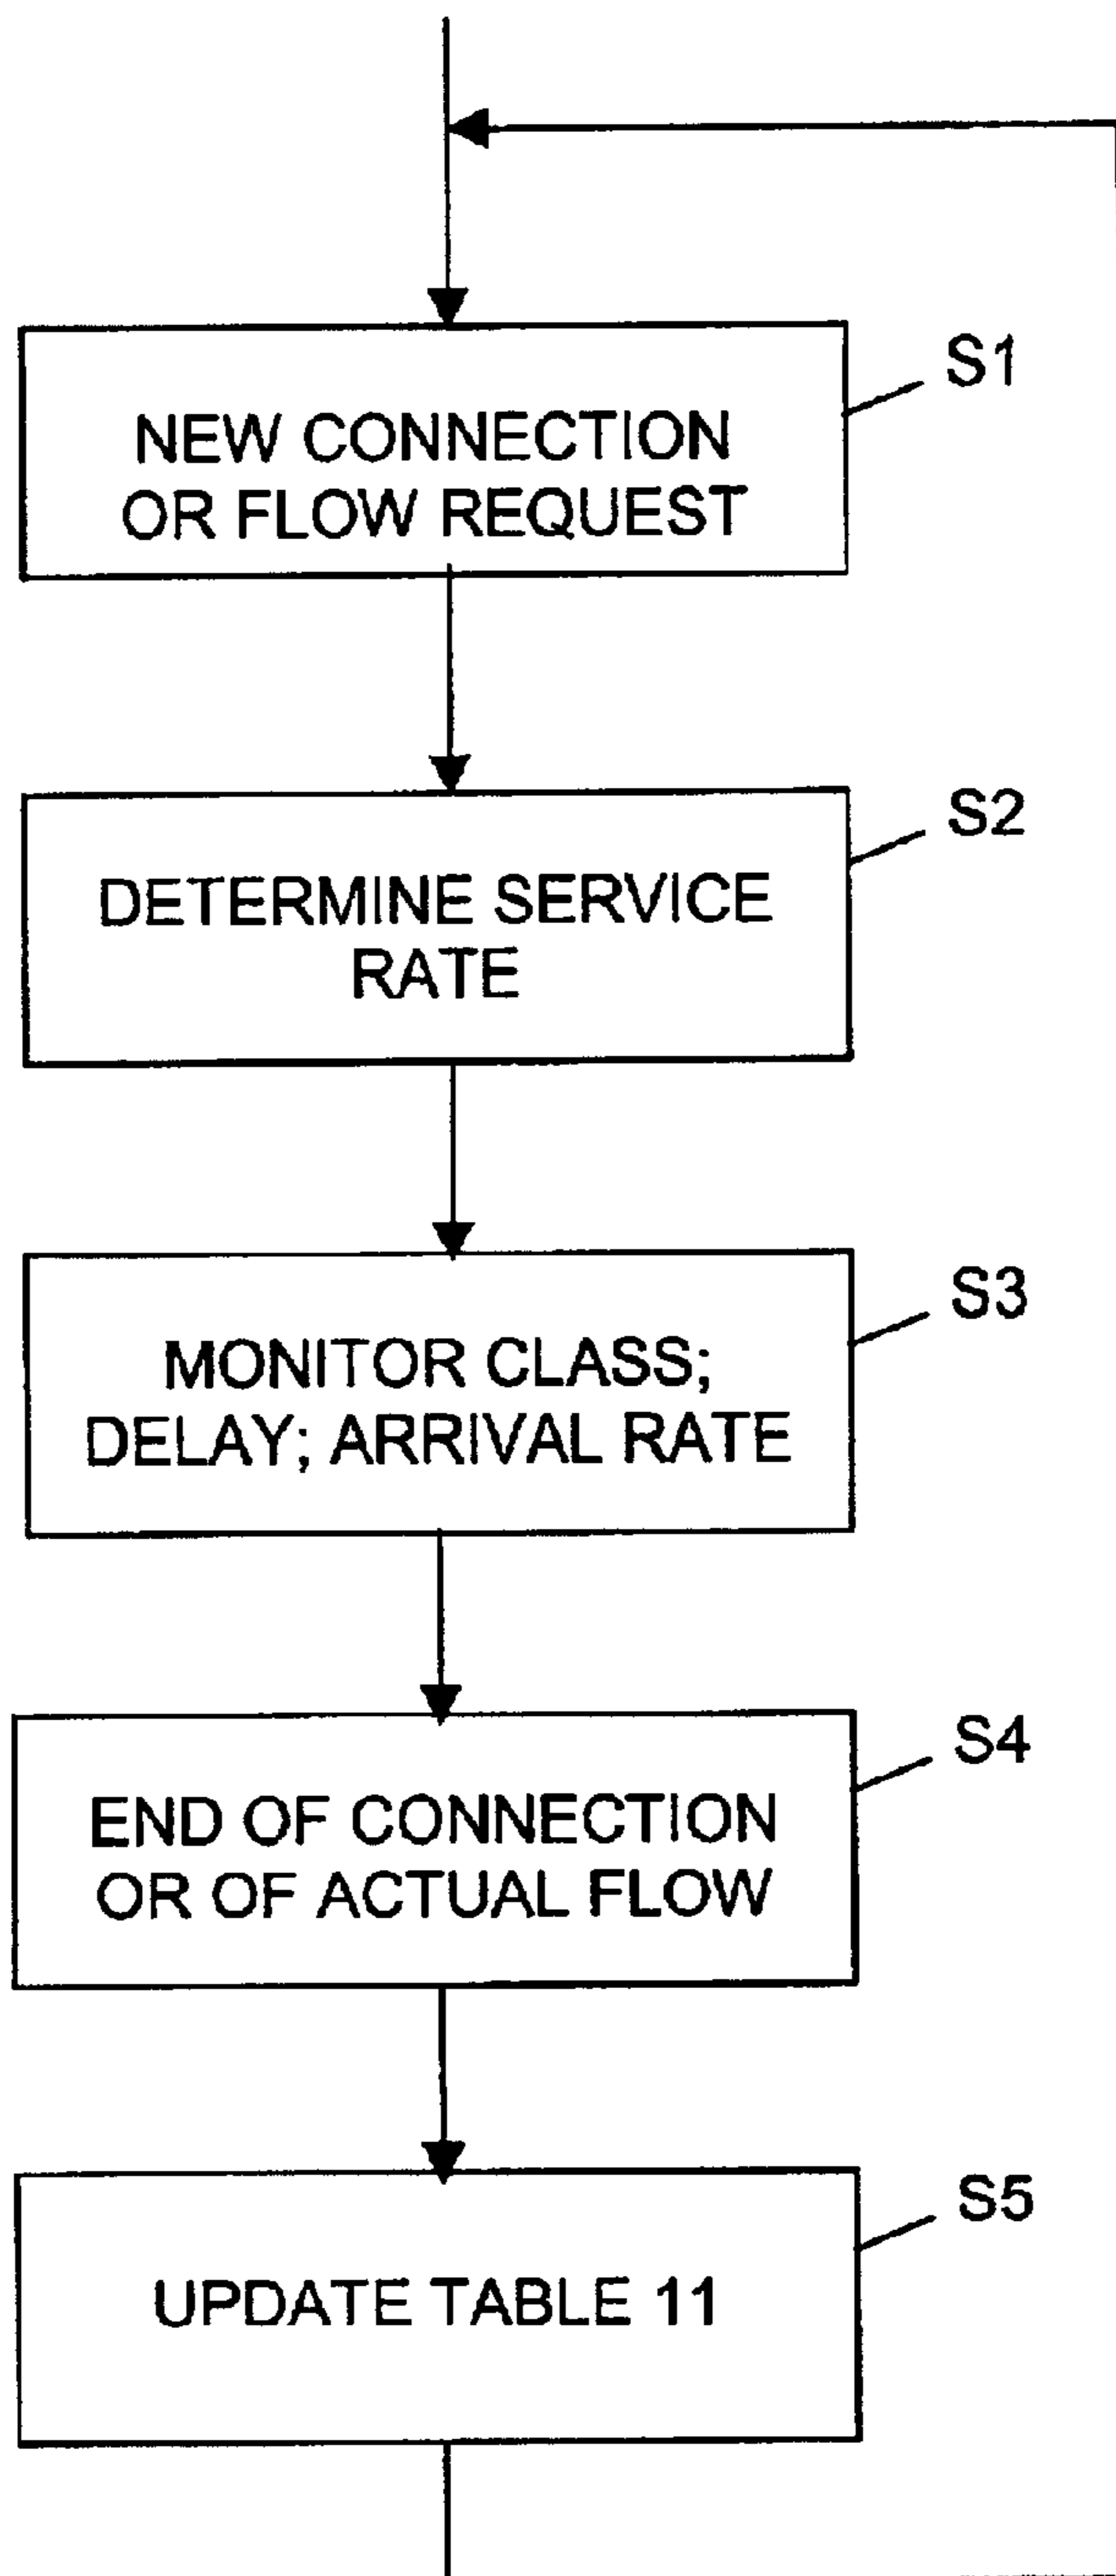 S1
NEW CONNECTION
OR FLOW REQUEST
S2
DETERMINE SERVICE
RATE
S3
MONITOR CLASS;
DELAY; ARRIVAL RATE
S4
END OF CONNECTION
OR OF ACTUAL FLOW
S5
UPDATE TABLE 11